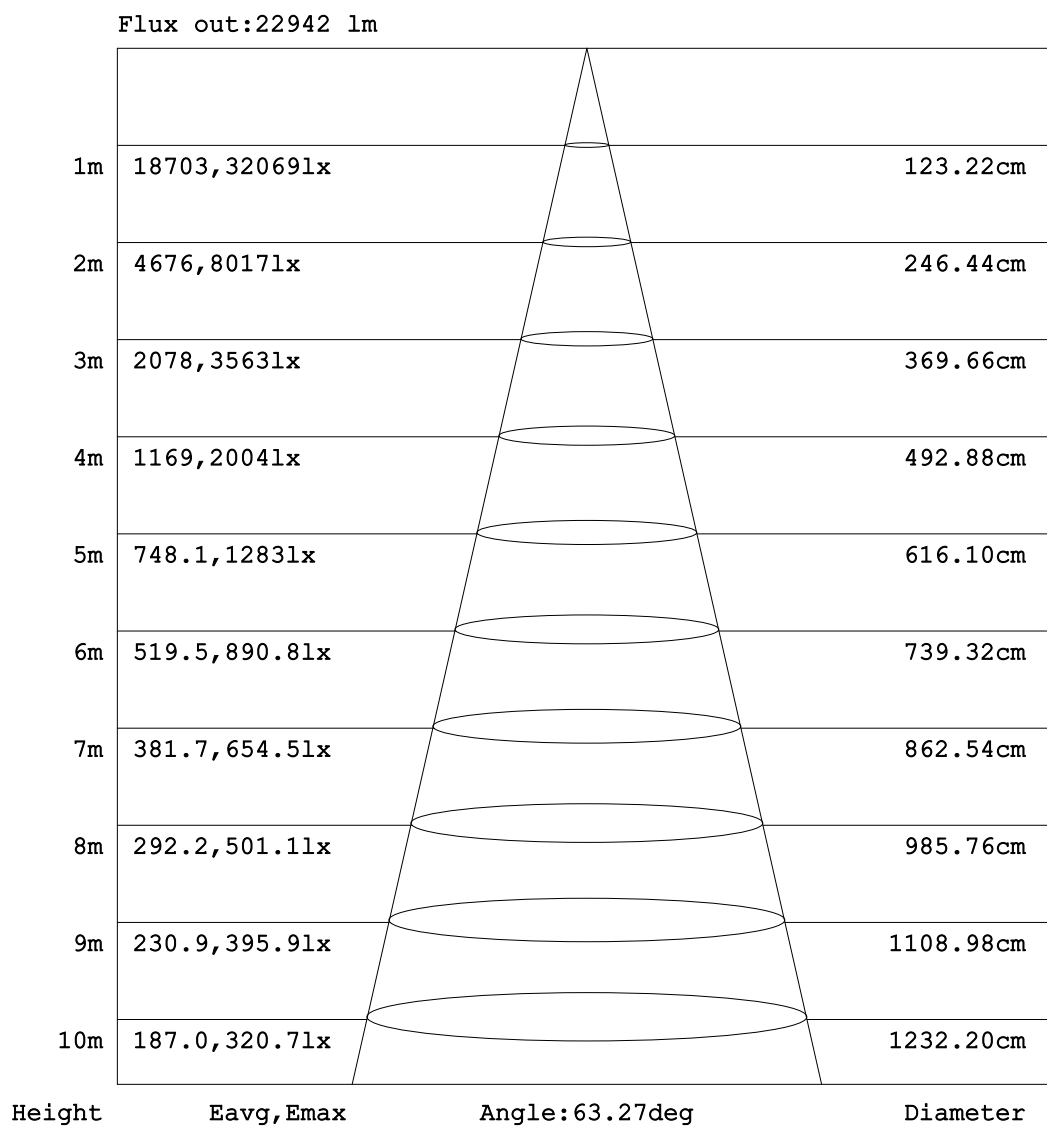 Flux out:22942 lm
1m 18703,32069lx 123.22cm
2m 4676,8017lx 246.44cm
3m 2078,3563lx 369.66cm
4m 1169,2004lx 492.88cm
5m 748.1,1283lx 616.10cm
6m 519.5,890.8lx 739.32cm
7m 381.7,654.5lx 862.54cm
8m 292.2,501.1lx 985.76cm
9m 230.9,395.9lx 1108.98cm
10m 187.0,320.7lx 1232.20cm
Height Eavg,Emax Angle:63.27deg Diameter